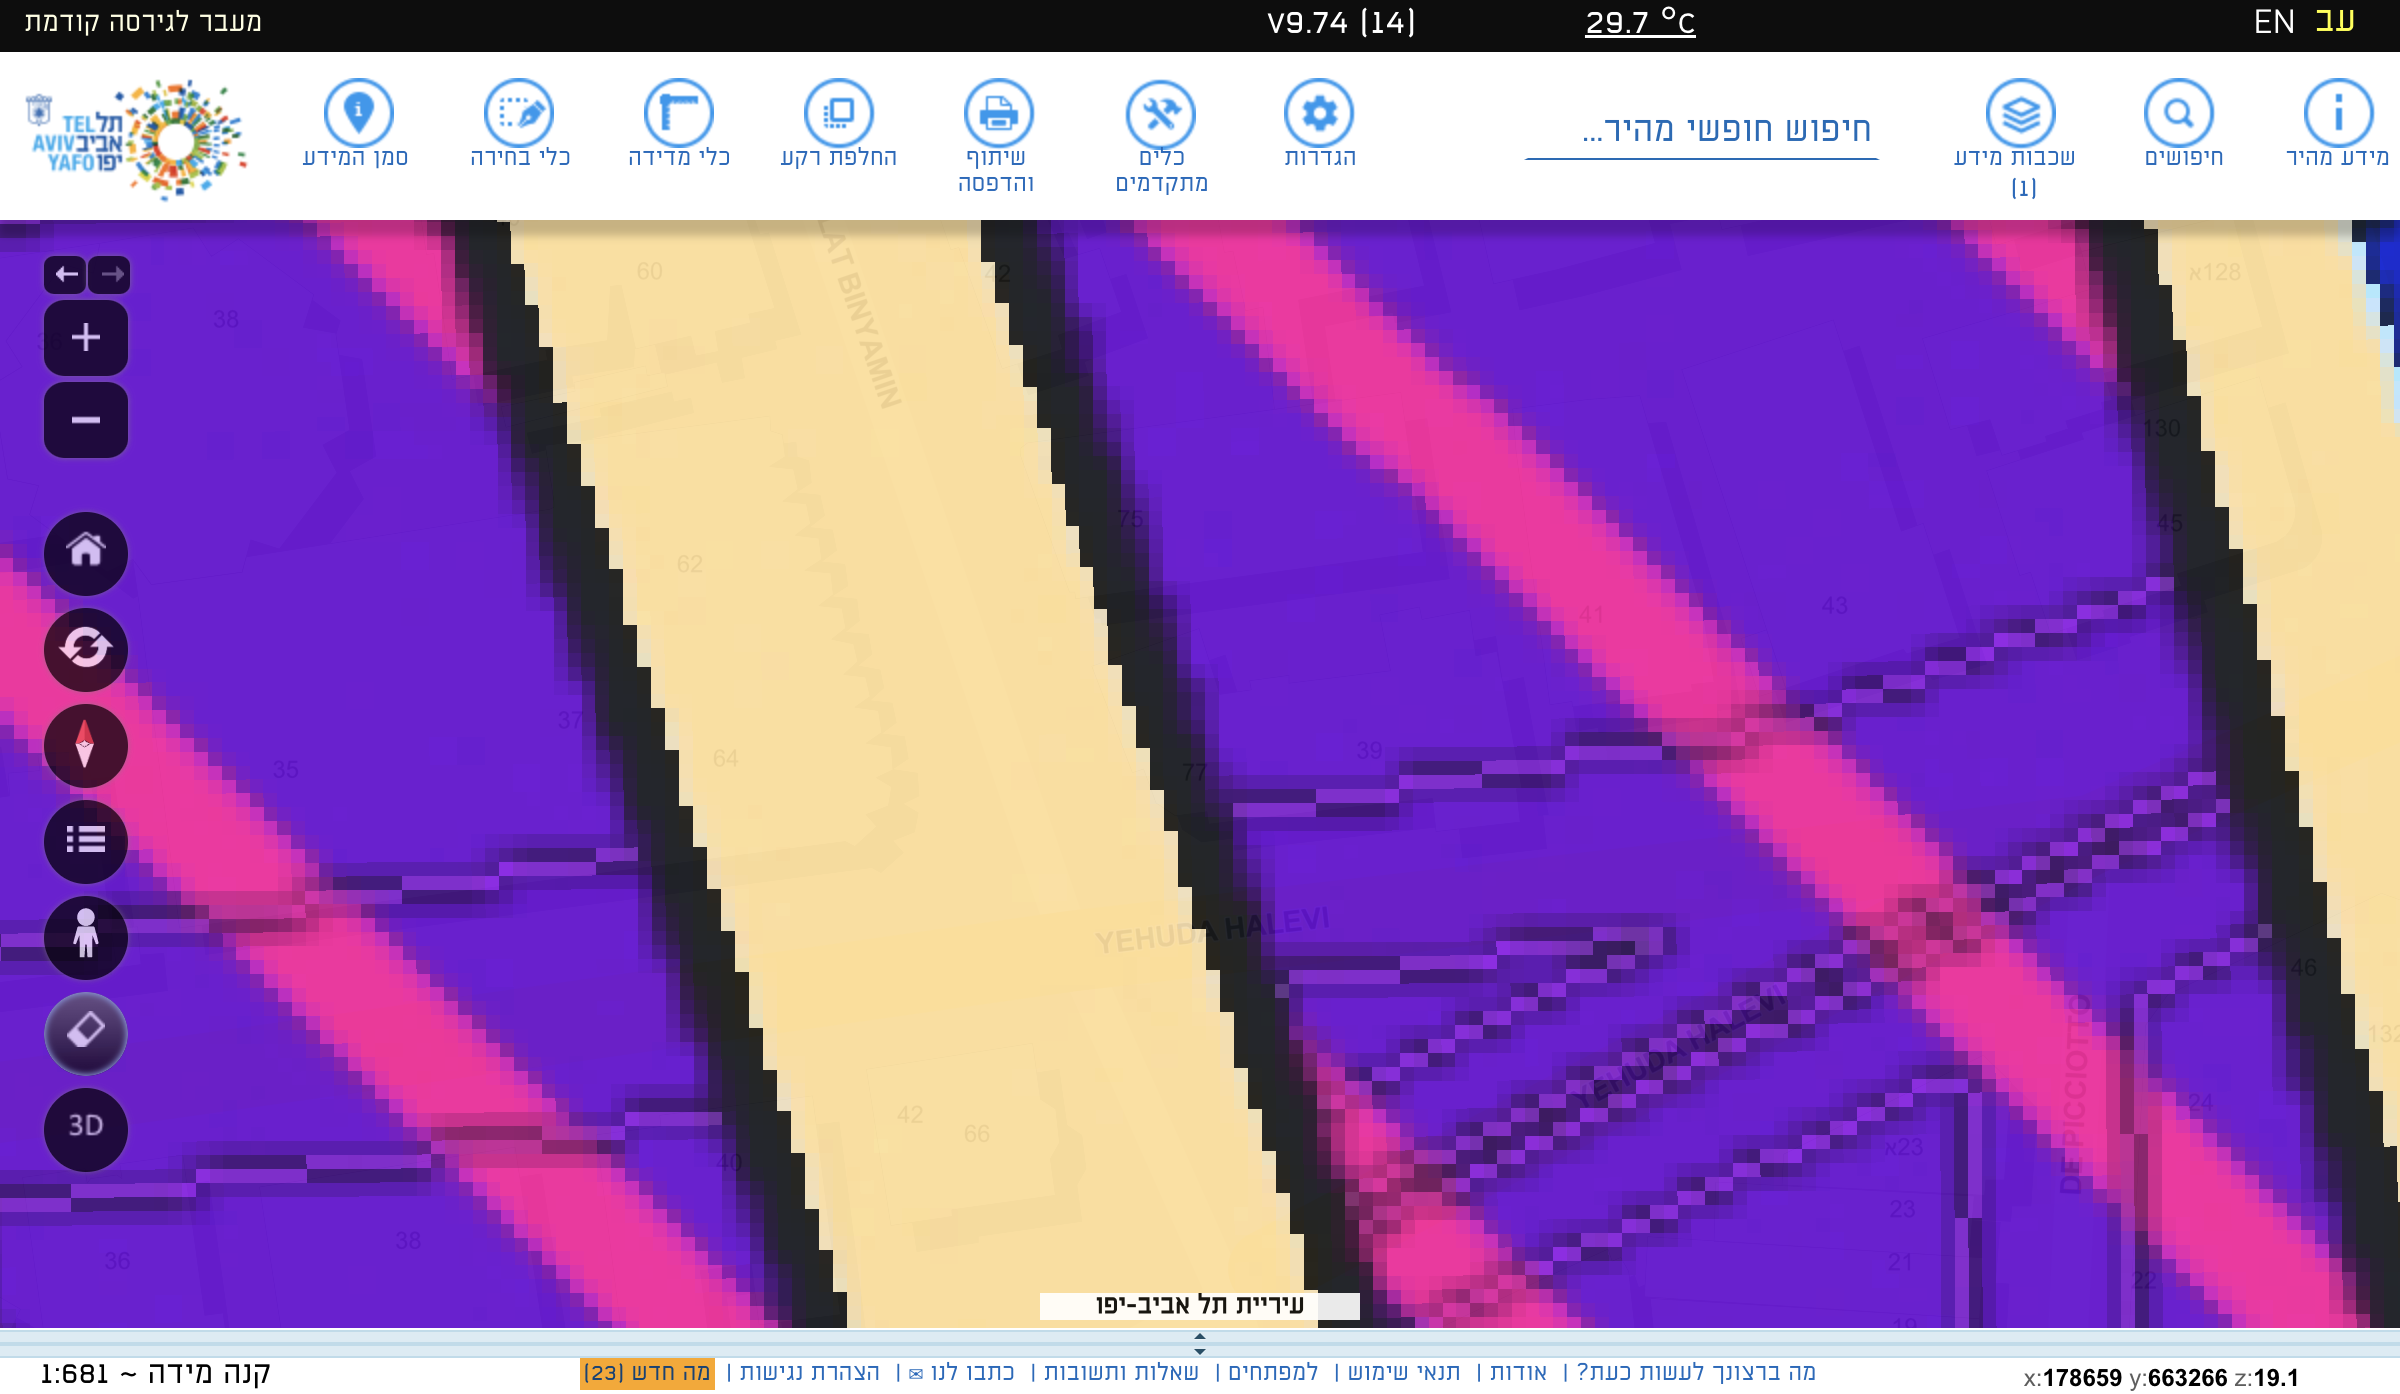 עב EN
29.7 °C
V9.74 (14)
מעבר לגירסה קודמת
מידע מהיר
חיפושים
שכבות מידע
(1)
חיפוש חופשי מהיר...
הגדרות
כלים
מתקדמים
שיתוף
והדפסה
החלפת רקע
כלי מדידה
כלי בחירה
סמן המידע
TEL תל
AVIV אביב
YAFO יפו
60
LAT BINYAMIN
42
128א
38
130
75
45
62
41
43
37
64
39
35
77
YEHUDA HALEVI
46
YEHUDA HALEVI
DE PICCIOTTO
132
42
66
24
23א
40
23
38
36
21
22
19
3D
עיריית תל אביב-יפו
קנה מידה ~ 1:681
מה ברצונך לעשות כעת? | אודות | תנאי שימוש | למפתחים | שאלות ותשובות | כתבו לנו ✉ | הצהרת נגישות | מה חדש (23)
x:178659 y:663266 z:19.1